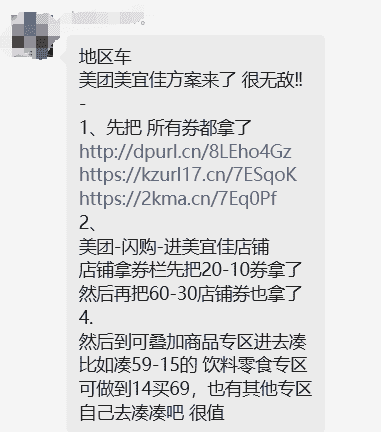 地区车
美团美宜佳方案来了 很无敌!!
-
1、先把 所有券都拿了
http://dpurl.cn/8LEho4Gz
https://kzurl17.cn/7ESqoK
https://2kma.cn/7Eq0Pf
2、
美团-闪购-进美宜佳店铺
店铺拿券栏先把20-10券拿了
然后再把60-30店铺券也拿了
4.
然后到可叠加商品专区进去凑
比如凑59-15的 饮料零食专区
可做到14买69，也有其他专区
自己去凑凑吧 很值